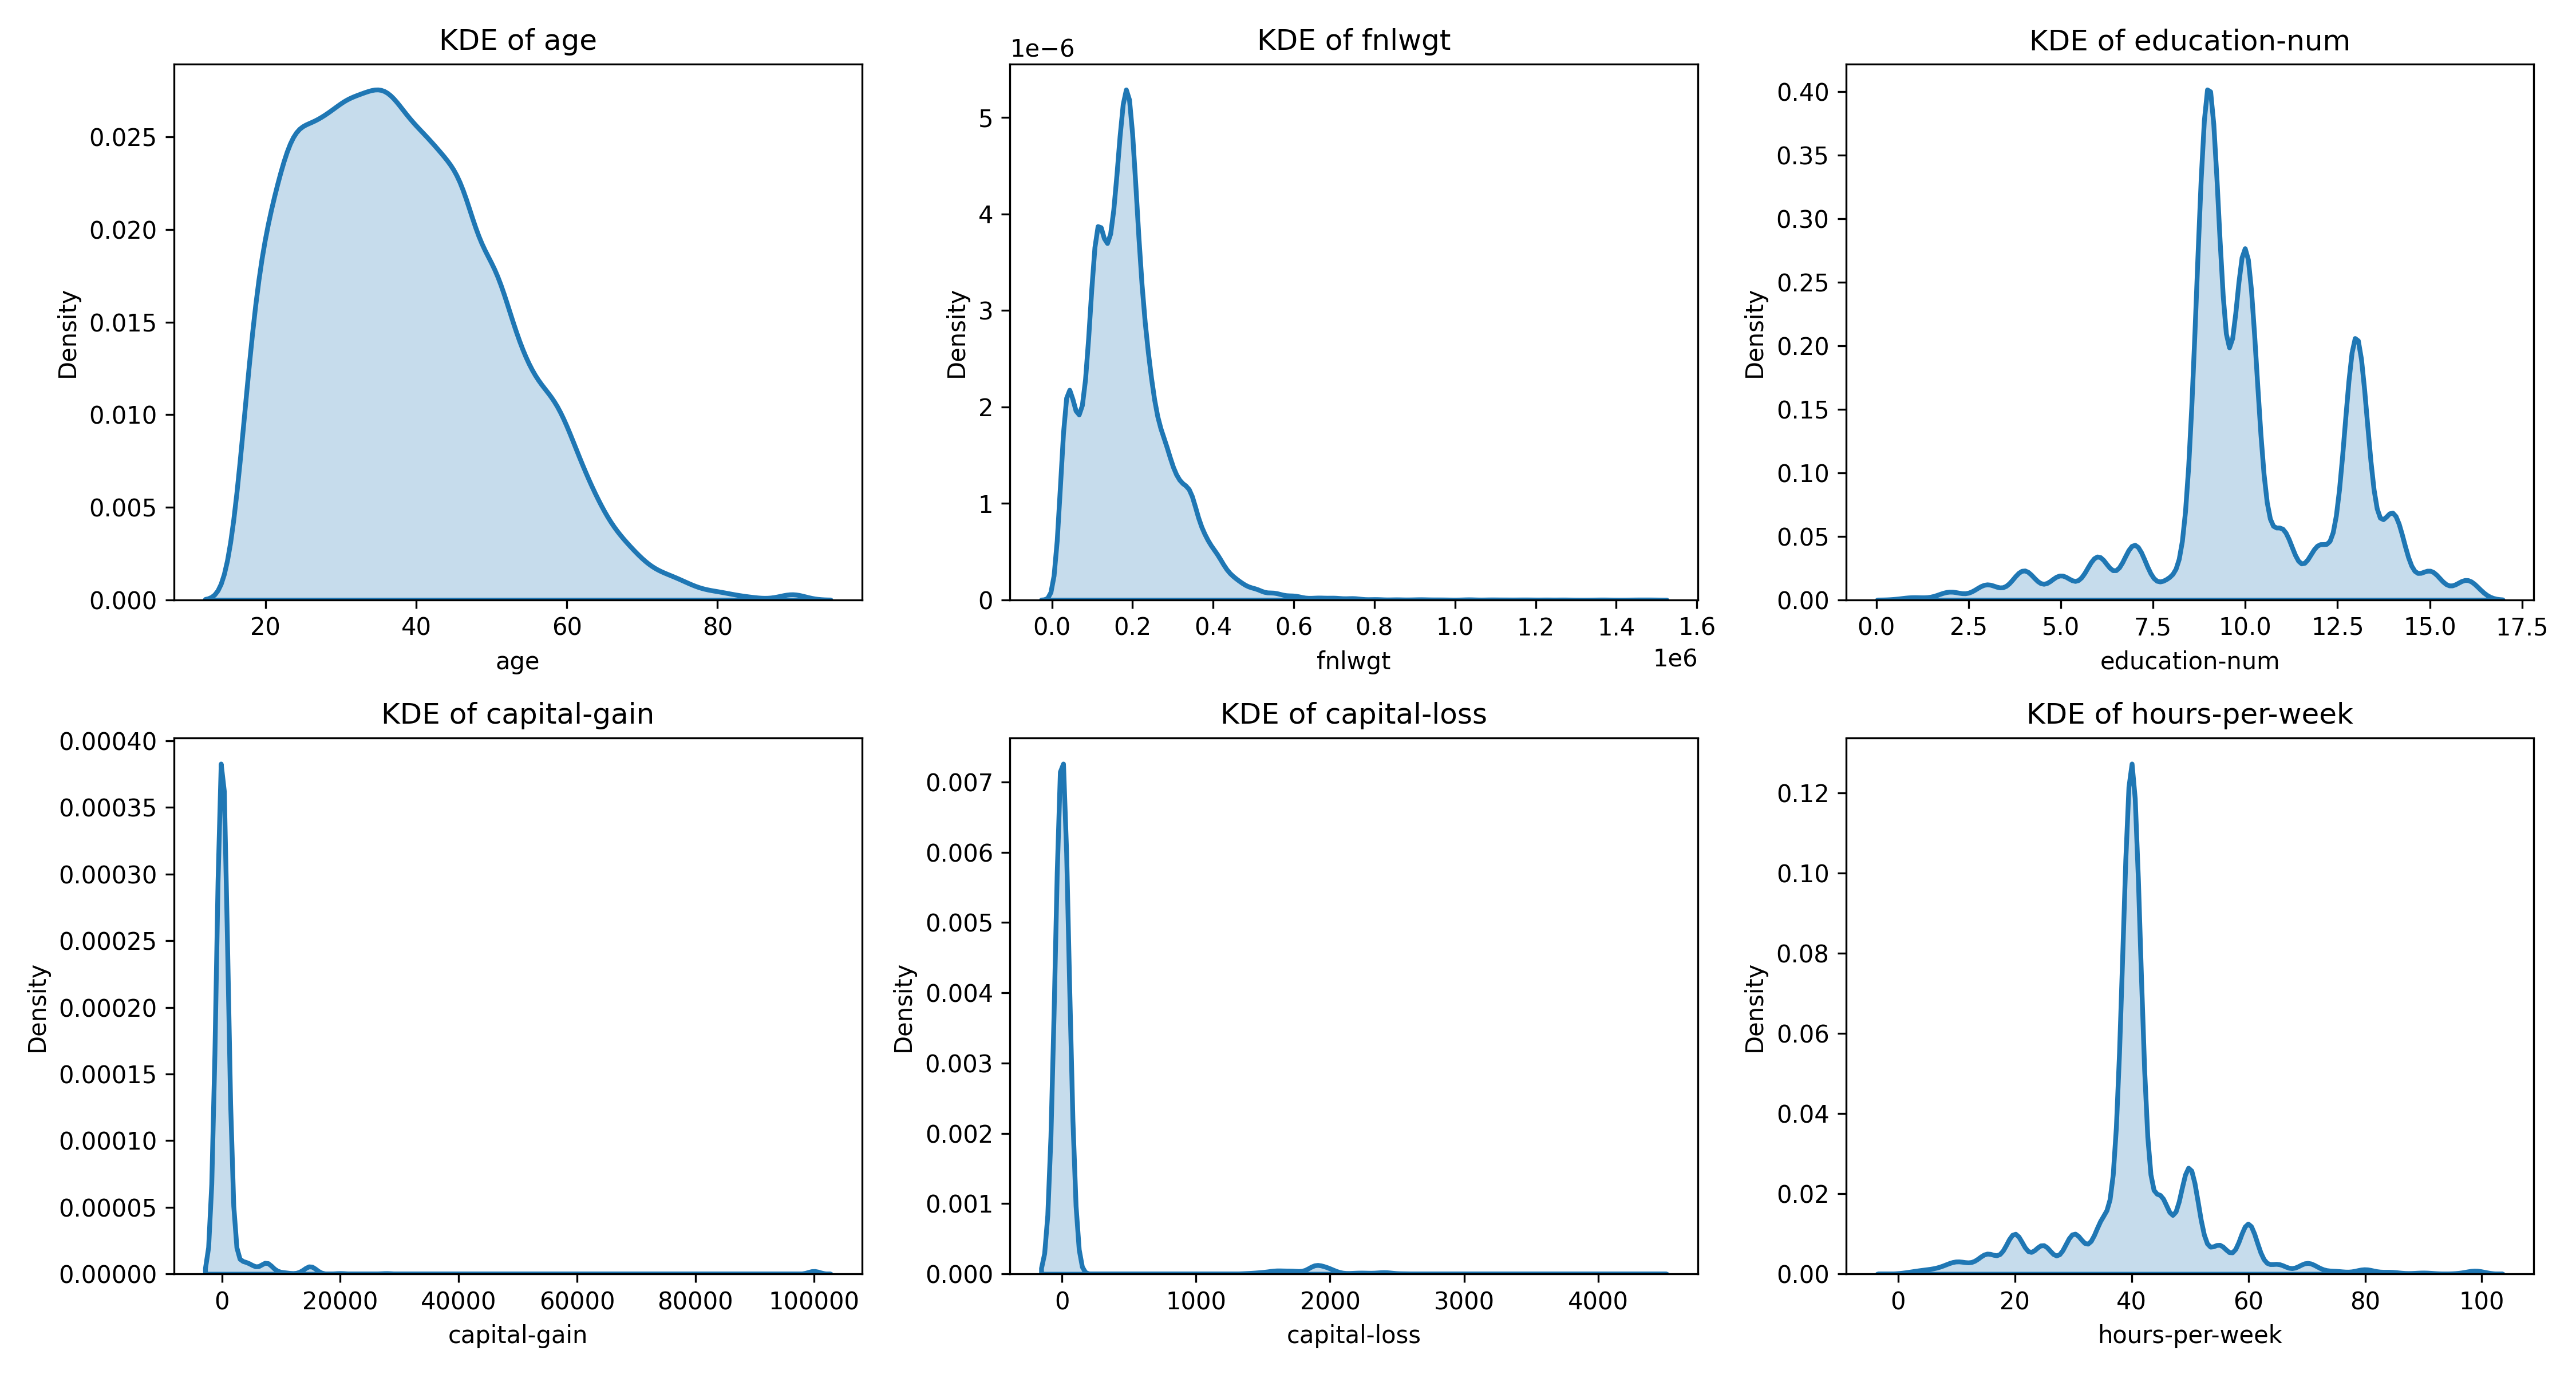 KDE of age
0.025
0.020
0.015
0.010
0.005
0.000
Density
20 40 60 80
age
KDE of fnlwgt
1e−6
5
4
3
2
1
0
Density
0.0 0.2 0.4 0.6 0.8 1.0 1.2 1.4 1.6
1e6
fnlwgt
KDE of education-num
0.40
0.35
0.30
0.25
0.20
0.15
0.10
0.05
0.00
Density
0.0 2.5 5.0 7.5 10.0 12.5 15.0 17.5
education-num
KDE of capital-gain
0.00040
0.00035
0.00030
0.00025
0.00020
0.00015
0.00010
0.00005
0.00000
Density
0 20000 40000 60000 80000 100000
capital-gain
KDE of capital-loss
0.007
0.006
0.005
0.004
0.003
0.002
0.001
0.000
Density
0 1000 2000 3000 4000
capital-loss
KDE of hours-per-week
0.12
0.10
0.08
0.06
0.04
0.02
0.00
Density
0 20 40 60 80 100
hours-per-week